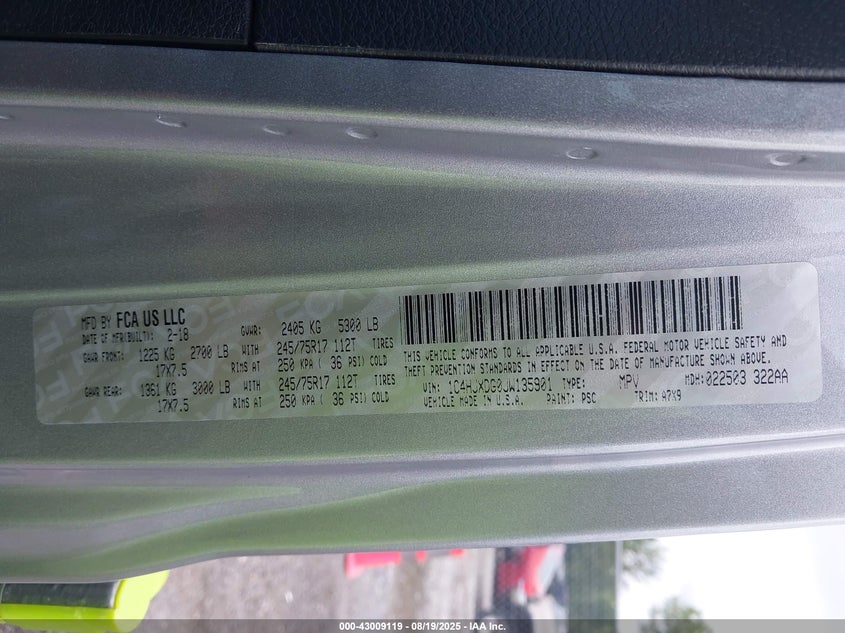 MFD BY FCA US LLC
DATE OF MFR(BUILT): 2-18 GVWR: 2405 KG 5300 LB
GAWR FRONT: 1225 KG 2700 LB WITH 245/75R17 112T TIRES
17X7.5 RIMS AT 250 KPA ( 36 PSI) COLD
GAWR REAR: 1361 KG 3000 LB WITH 245/75R17 112T TIRES
17X7.5 RIMS AT 250 KPA ( 36 PSI) COLD
THIS VEHICLE CONFORMS TO ALL APPLICABLE U.S.A. FEDERAL MOTOR VEHICLE SAFETY AND
THEFT PREVENTION STANDARDS IN EFFECT ON THE DATE OF MANUFACTURE SHOWN ABOVE.
VIN: 1C4HJXDG0JW135901 TYPE: MPV MDH: 022503 322AA
VEHICLE MADE IN U.S.A. PAINT: PSC TRIM: A7X9
000-43009119 - 08/19/2025 - IAA Inc.